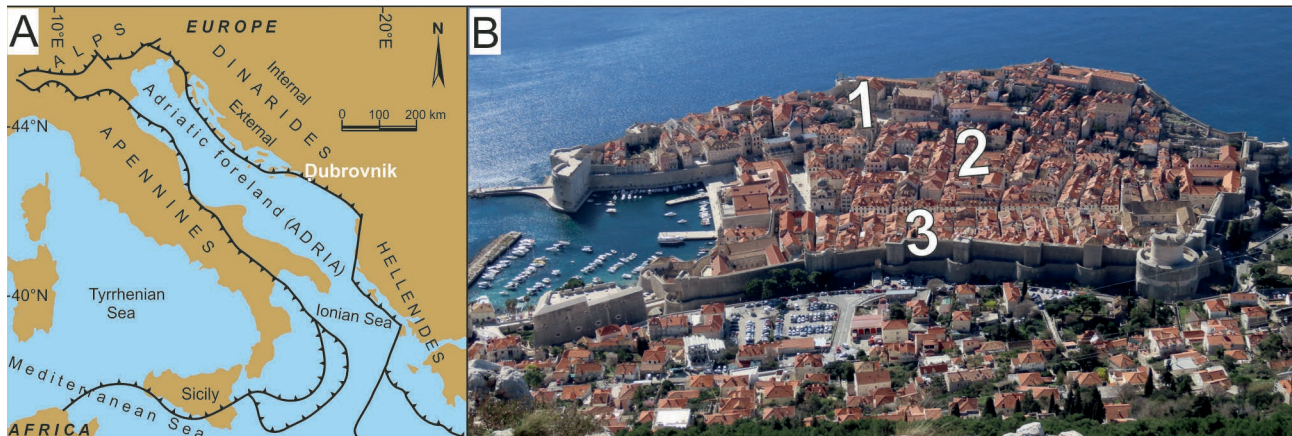 A
10°E
EUROPE
20°E
N
ALPS
DINARIDES
Internal
External
0 100 200 km
44°N
Adriatic foreland (ADRIA)
Dubrovnik
APENNINES
HELLENIDES
40°N
Tyrrhenian
Sea
Ionian Sea
Mediterranean Sea
Sicily
AFRICA
B
1
2
3